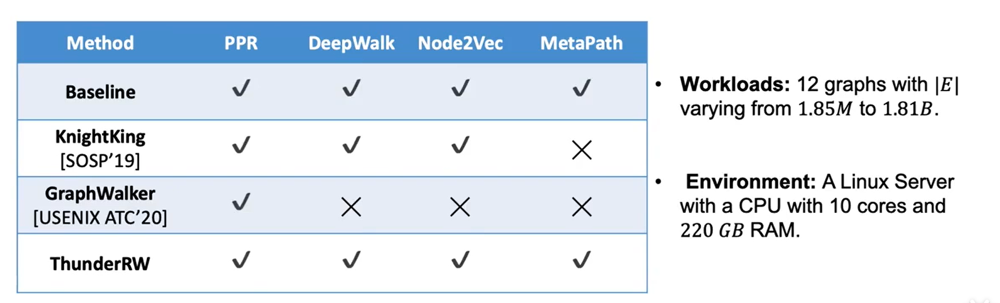 Method PPR DeepWalk Node2Vec MetaPath
Baseline ✓ ✓ ✓ ✓
KnightKing ✓ ✓ ✓ ✕
[SOSP’19]
GraphWalker ✓ ✕ ✕ ✕
[USENIX ATC’20]
ThunderRW ✓ ✓ ✓ ✓
• Workloads: 12 graphs with |E|
varying from 1.85M to 1.81B.
• Environment: A Linux Server
with a CPU with 10 cores and
220 GB RAM.